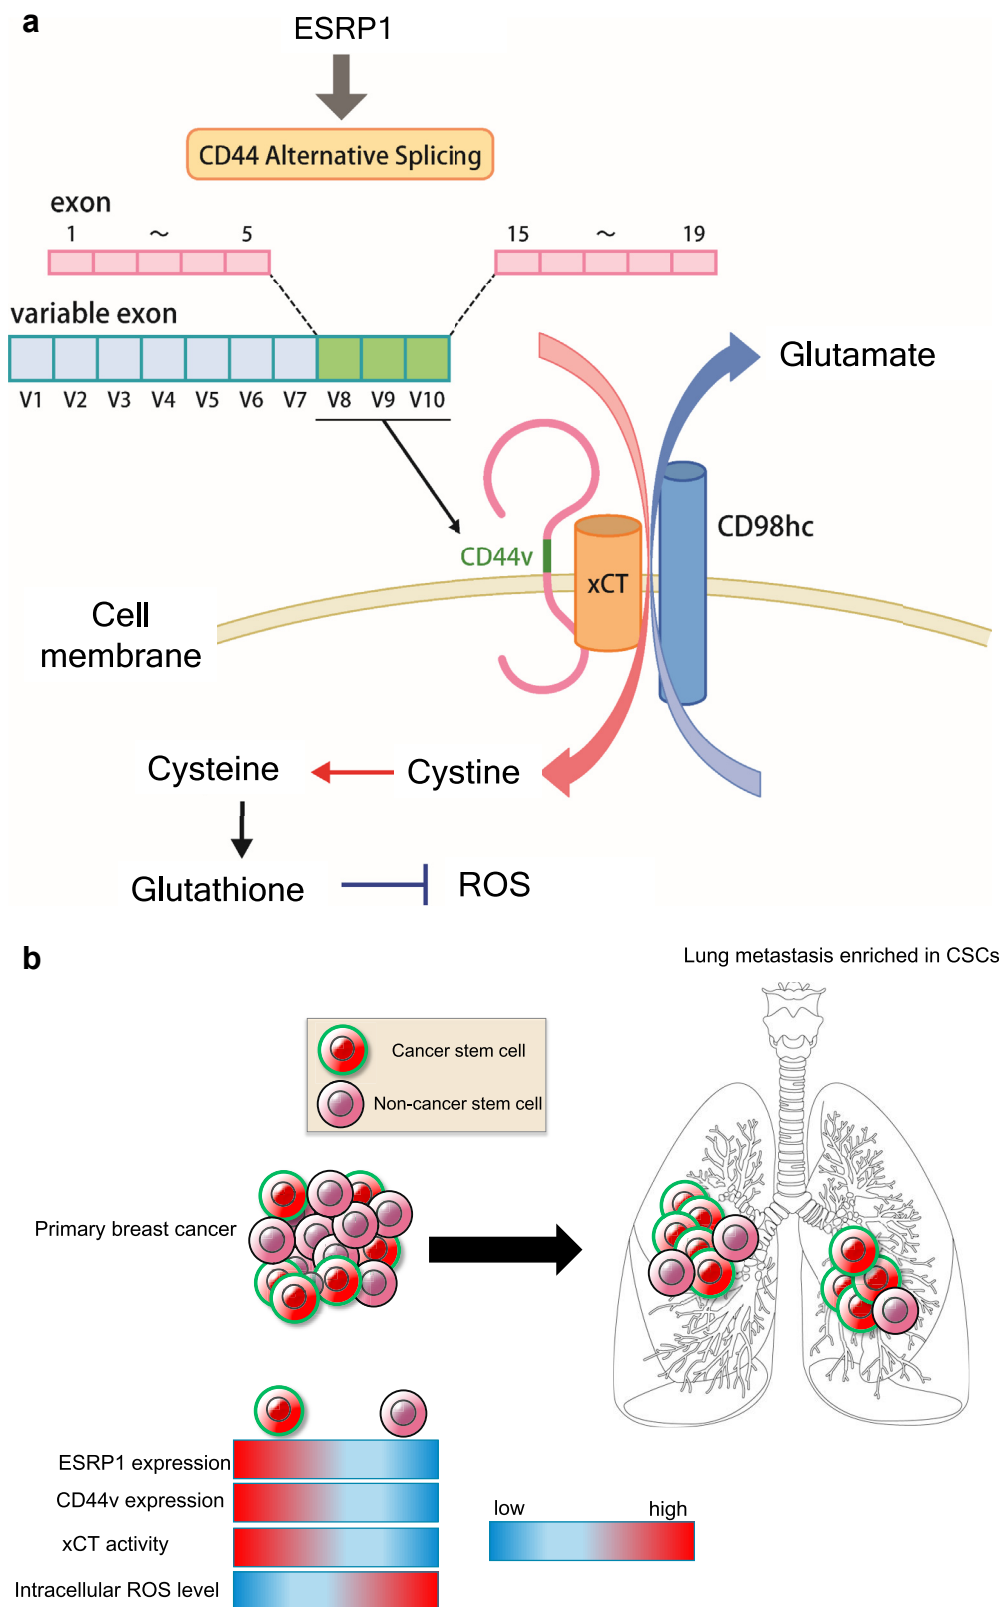 a
ESRP1
CD44 Alternative Splicing
exon
1 ～ 5
15 ～ 19
variable exon
V1 V2 V3 V4 V5 V6 V7 V8 V9 V10
Glutamate
CD98hc
CD44v
xCT
Cell
membrane
Cysteine
Cystine
Glutathione
ROS
b
Lung metastasis enriched in CSCs
Cancer stem cell
Non-cancer stem cell
Primary breast cancer
ESRP1 expression
CD44v expression
xCT activity
Intracellular ROS level
low
high